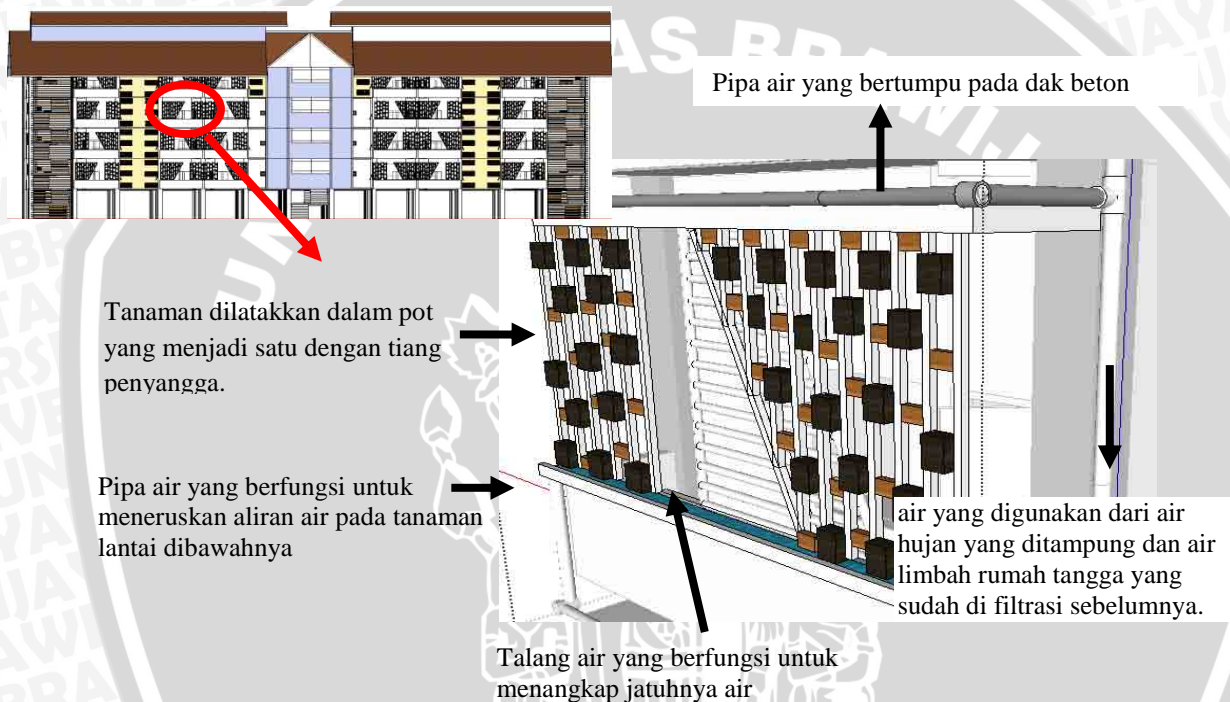 Pipa air yang bertumpu pada dak beton
Tanaman dilatakkan dalam pot
yang menjadi satu dengan tiang
penyangga.
Pipa air yang berfungsi untuk
meneruskan aliran air pada tanaman
lantai dibawahnya
air yang digunakan dari air
hujan yang ditampung dan air
limbah rumah tangga yang
sudah di filtrasi sebelumnya.
Talang air yang berfungsi untuk
menangkap jatuhnya air